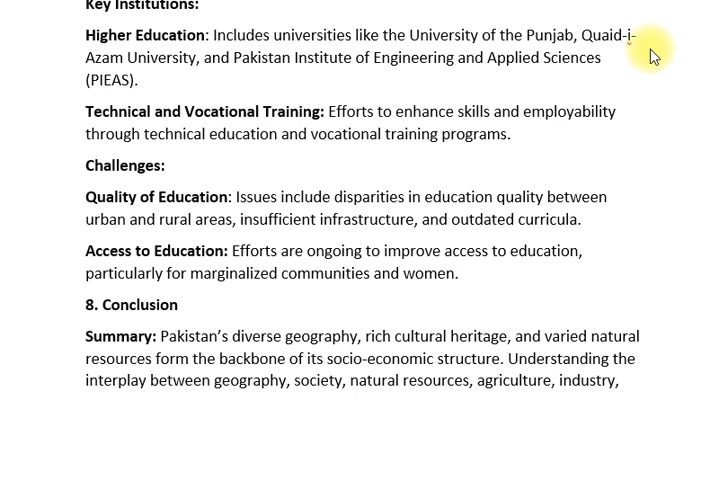 Key Institutions:
Higher Education: Includes universities like the University of the Punjab, Quaid-i-
Azam University, and Pakistan Institute of Engineering and Applied Sciences
(PIEAS).
Technical and Vocational Training: Efforts to enhance skills and employability
through technical education and vocational training programs.
Challenges:
Quality of Education: Issues include disparities in education quality between
urban and rural areas, insufficient infrastructure, and outdated curricula.
Access to Education: Efforts are ongoing to improve access to education,
particularly for marginalized communities and women.
8. Conclusion
Summary: Pakistan’s diverse geography, rich cultural heritage, and varied natural
resources form the backbone of its socio-economic structure. Understanding the
interplay between geography, society, natural resources, agriculture, industry,